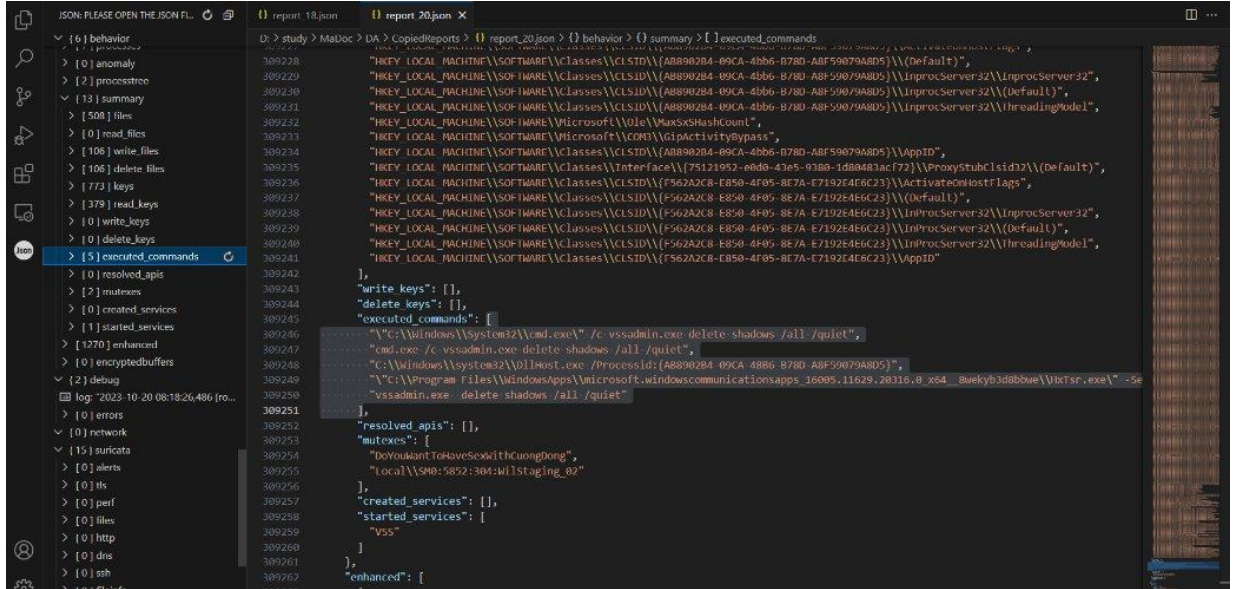 JSON: PLEASE OPEN THE JSON FI...
{} report_18.json
{} report_20.json
D: > study > MaDoc > DA > CopiedReports > {} report_20.json > {} behavior > {} summary > [ ] executed_commands
{6} behavior
[0] anomaly
[2] processtree
{13} summary
[508] files
[0] read_files
[106] write_files
[106] delete_files
[773] keys
[379] read_keys
[0] write_keys
[0] delete_keys
[5] executed_commands
[0] resolved_apis
[2] mutexes
[0] created_services
[1] started_services
[1270] enhanced
[0] encryptedbuffers
{2} debug
log: "2023-10-20 08:18:26,486 [ro...
[0] errors
{0} network
{15} suricata
[0] alerts
[0] tls
[0] perf
[0] files
[0] http
[0] dns
[0] ssh
Json
309228 "HKEY_LOCAL_MACHINE\\SOFTWARE\\Classes\\CLSID\\{AB8902B4-09CA-4bb6-B78D-A8F59079A8D5}\\(Default)",
309229 "HKEY_LOCAL_MACHINE\\SOFTWARE\\Classes\\CLSID\\{AB8902B4-09CA-4bb6-B78D-A8F59079A8D5}\\InprocServer32\\InprocServer32",
309230 "HKEY_LOCAL_MACHINE\\SOFTWARE\\Classes\\CLSID\\{AB8902B4-09CA-4bb6-B78D-A8F59079A8D5}\\InprocServer32\\(Default)",
309231 "HKEY_LOCAL_MACHINE\\SOFTWARE\\Classes\\CLSID\\{AB8902B4-09CA-4bb6-B78D-A8F59079A8D5}\\InprocServer32\\ThreadingModel",
309232 "HKEY_LOCAL_MACHINE\\SOFTWARE\\Microsoft\\Ole\\MaxSxSHashCount",
309233 "HKEY_LOCAL_MACHINE\\SOFTWARE\\Microsoft\\COM3\\GipActivityBypass",
309234 "HKEY_LOCAL_MACHINE\\SOFTWARE\\Classes\\CLSID\\{AB8902B4-09CA-4bb6-B78D-A8F59079A8D5}\\AppID",
309235 "HKEY_LOCAL_MACHINE\\SOFTWARE\\Classes\\Interface\\{75121952-e0d0-43e5-9380-1d80483acf72}\\ProxyStubClsid32\\(Default)",
309236 "HKEY_LOCAL_MACHINE\\SOFTWARE\\Classes\\CLSID\\{F562A2C8-E850-4F05-8E7A-E7192E4E6C23}\\ActivateOnHostFlags",
309237 "HKEY_LOCAL_MACHINE\\SOFTWARE\\Classes\\CLSID\\{F562A2C8-E850-4F05-8E7A-E7192E4E6C23}\\(Default)",
309238 "HKEY_LOCAL_MACHINE\\SOFTWARE\\Classes\\CLSID\\{F562A2C8-E850-4F05-8E7A-E7192E4E6C23}\\InProcServer32\\InprocServer32",
309239 "HKEY_LOCAL_MACHINE\\SOFTWARE\\Classes\\CLSID\\{F562A2C8-E850-4F05-8E7A-E7192E4E6C23}\\InProcServer32\\(Default)",
309240 "HKEY_LOCAL_MACHINE\\SOFTWARE\\Classes\\CLSID\\{F562A2C8-E850-4F05-8E7A-E7192E4E6C23}\\InProcServer32\\ThreadingModel",
309241 "HKEY_LOCAL_MACHINE\\SOFTWARE\\Classes\\CLSID\\{F562A2C8-E850-4F05-8E7A-E7192E4E6C23}\\AppID"
309242 ],
309243 "write_keys": [],
309244 "delete_keys": [],
309245 "executed_commands": [
309246 "\"C:\\Windows\\System32\\cmd.exe\" /c vssadmin.exe delete shadows /all /quiet",
309247 "cmd.exe /c vssadmin.exe delete shadows /all /quiet",
309248 "C:\\Windows\\system32\\DllHost.exe /Processid:{AB8902B4-09CA-4BB6-B78D-A8F59079A8D5}",
309249 "\"C:\\Program Files\\WindowsApps\\microsoft.windowscommunicationsapps_16005.11629.20316.0_x64__8wekyb3d8bbwe\\HxTsr.exe\" -Se
309250 "vssadmin.exe  delete shadows /all /quiet"
309251 ],
309252 "resolved_apis": [],
309253 "mutexes": [
309254 "DoYouWantToHaveSexWithCuongDong",
309255 "Local\\SM0:5852:304:WilStaging_02"
309256 ],
309257 "created_services": [],
309258 "started_services": [
309259 "VSS"
309260 ]
309261 },
309262 "enhanced": [